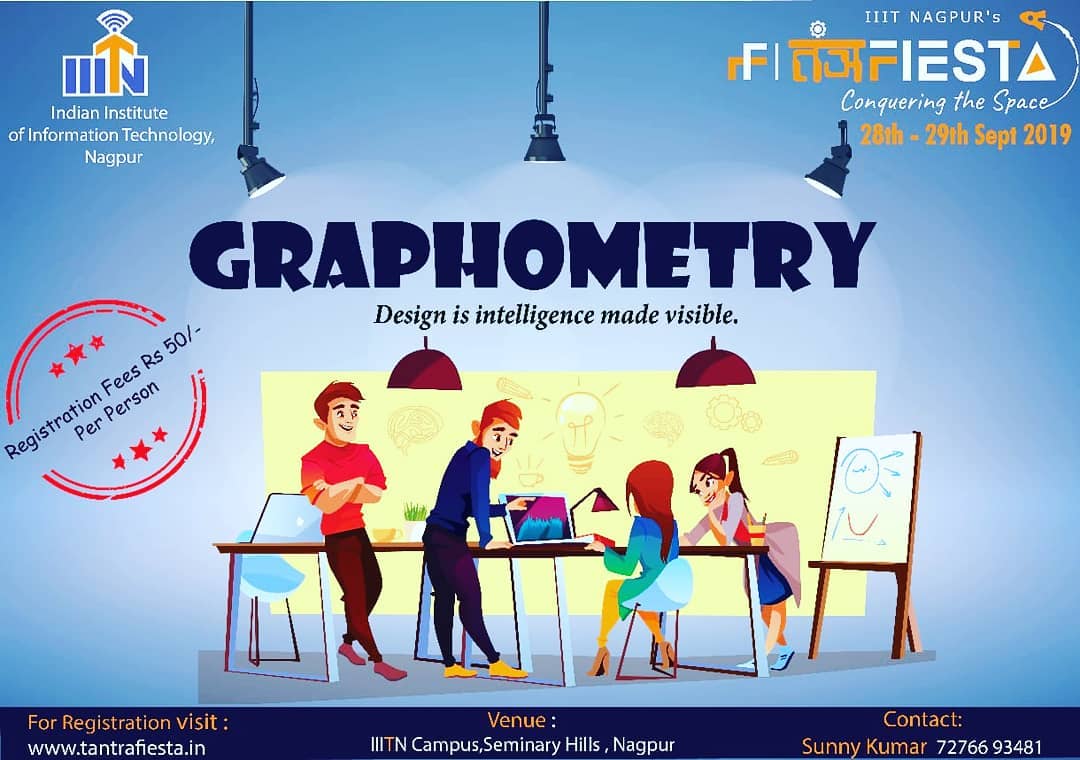 IIITN
Indian Institute
of Information Technology,
Nagpur
IIIT NAGPUR's
TF | तंत्रFIESTA
Conquering the Space
28th - 29th Sept 2019
GRAPHOMETRY
Design is intelligence made visible.
Registration Fees Rs 50/-
Per Person
For Registration visit :
www.tantrafiesta.in
Venue :
IIITN Campus,Seminary Hills , Nagpur
Contact:
Sunny Kumar 72766 93481